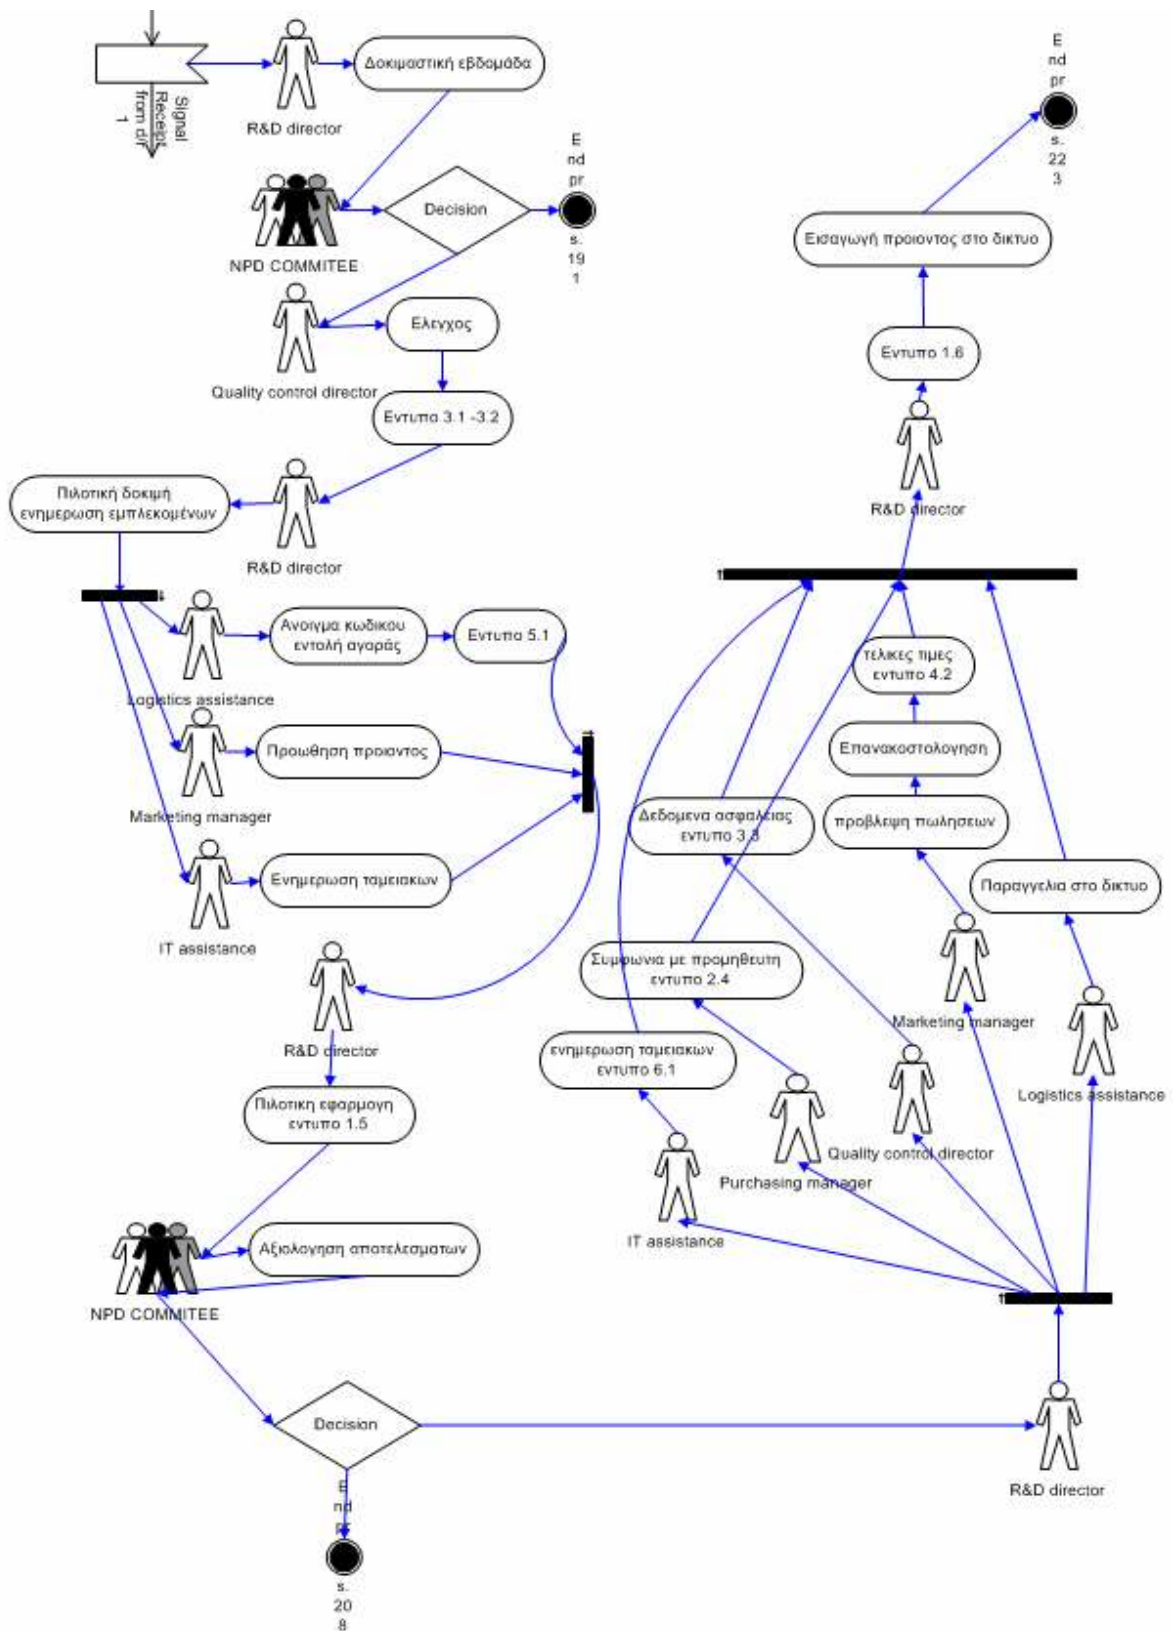 Signal
Receipt
from d/f
1
R&D director
Δοκιμαστική εβδομάδα
NPD COMMITEE
Decision
E
nd
pr
s.
19
1
Quality control director
Ελεγχος
Εντυπα 3.1 -3.2
R&D director
Πιλοτική δοκιμή
ενημερωση εμπλεκομένων
Logistics assistance
Ανοιγμα κωδικου
εντολή αγοράς
Εντυπο 5.1
Marketing manager
Προωθηση προιοντος
IT assistance
Ενημερωση ταμειακων
R&D director
Πιλοτικη εφαρμογη
εντυπο 1.5
NPD COMMITEE
Αξιολογηση αποτελεσματων
Decision
E
nd
pr
s.
20
8
E
nd
pr
s.
22
3
Εισαγωγή προιοντος στο δικτυο
Εντυπο 1.6
R&D director
τελικες τιμες
εντυπο 4.2
Επανακοστολογηση
προβλεψη πωλησεων
Marketing manager
Δεδομενα ασφαλειας
εντυπο 3.3
Quality control director
Παραγγελια στο δικτυο
Logistics assistance
Συμφωνια με προμηθευτη
εντυπο 2.4
Purchasing manager
ενημερωση ταμειακων
εντυπο 6.1
IT assistance
R&D director